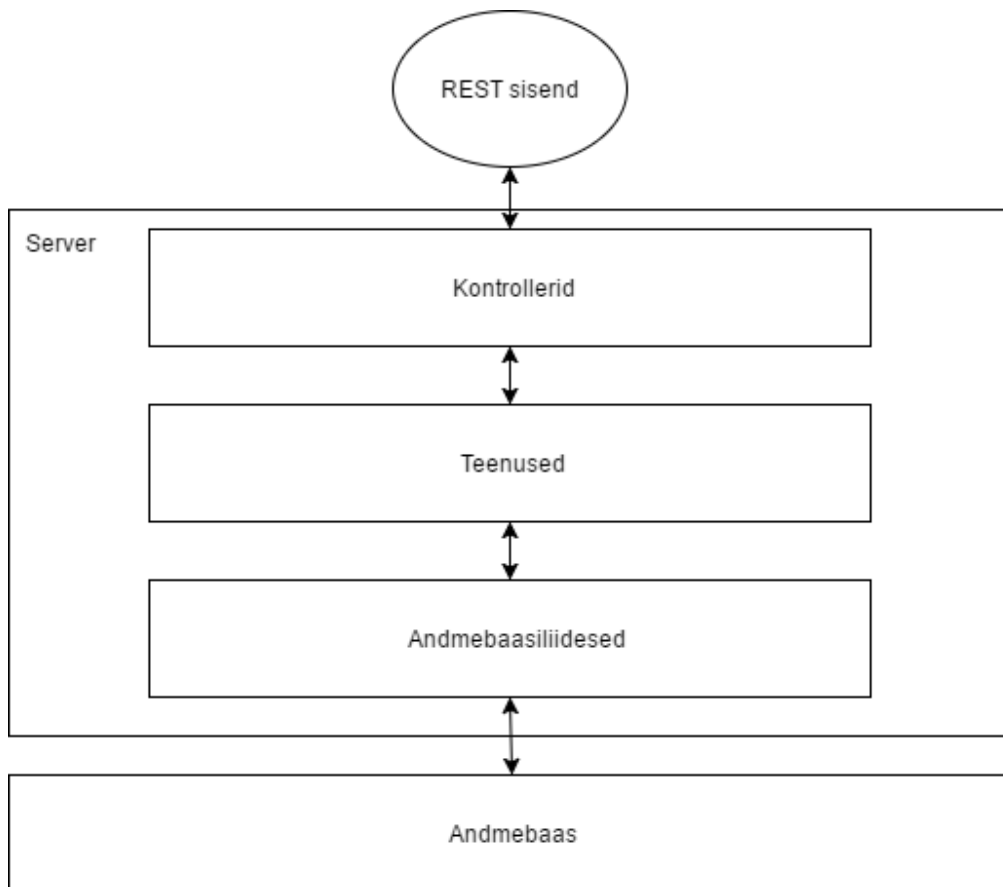 REST sisend
Server
Kontrollerid
Teenused
Andmebaasiliidesed
Andmebaas